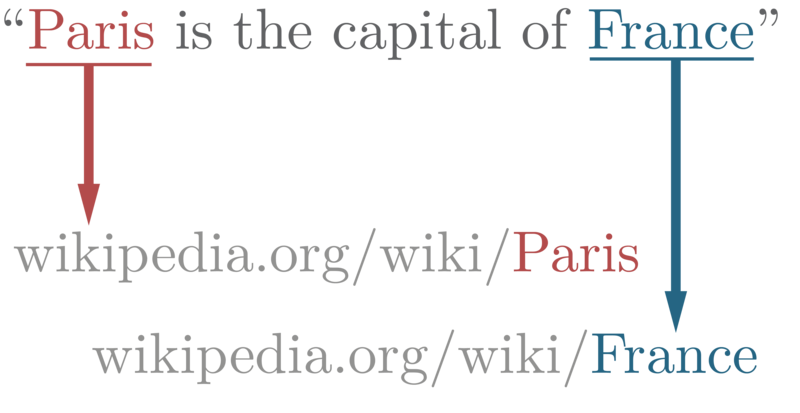 “Paris is the capital of France”
wikipedia.org/wiki/Paris
wikipedia.org/wiki/France